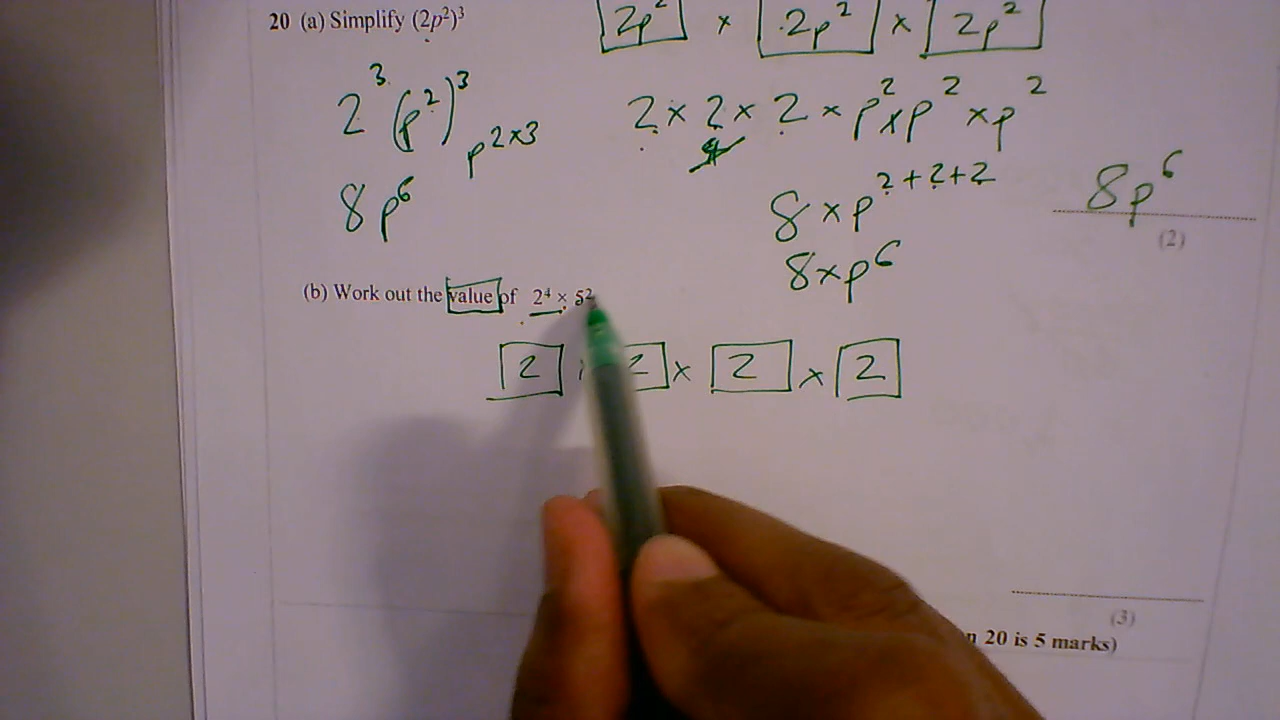 20 (a) Simplify (2p²)³
2p² × 2p² × 2p²
2³ (p²)³
p²ˣ³
8p⁶
2 × 2 × 2 × p² × p² × p²
4
8 × p²⁺²⁺²
8 × p⁶
8p⁶
(2)
(b) Work out the value of 2⁴ × 5²
2 × 2 × 2 × 2
(3)
n 20 is 5 marks)